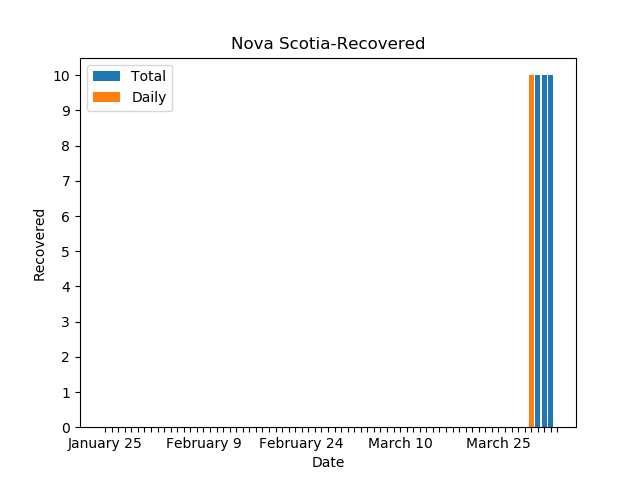 Nova Scotia-Recovered
Total
Daily
10
9
8
7
6
5
4
3
2
1
0
Recovered
January 25 February 9 February 24 March 10 March 25
Date